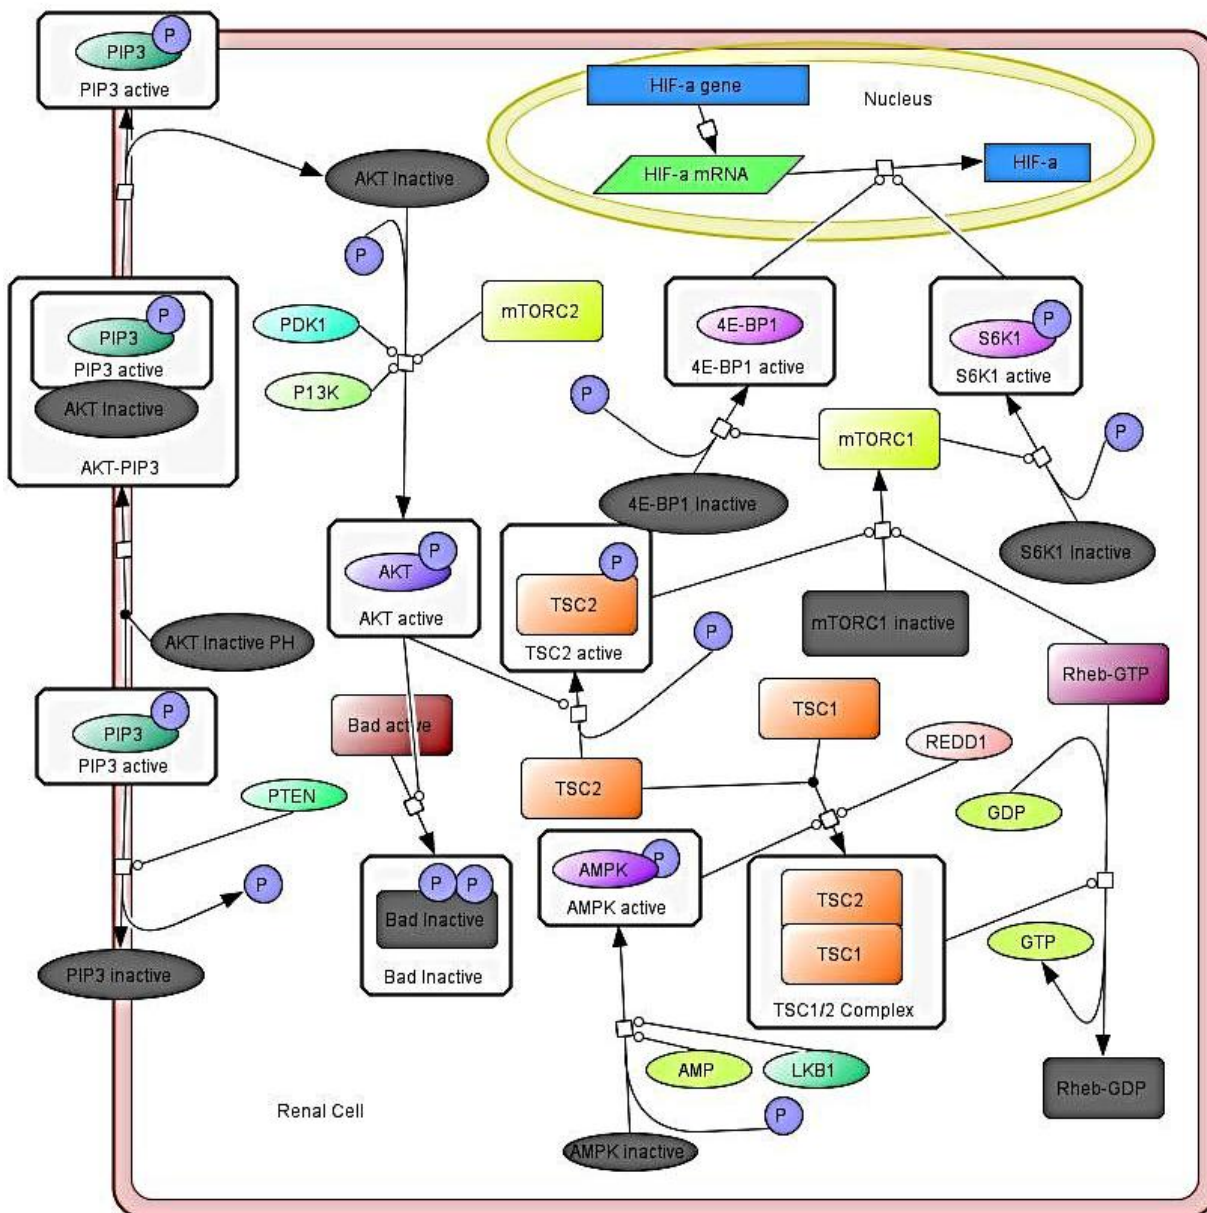 P
PIP3
PIP3 active
HIF-a gene
Nucleus
HIF-a mRNA
HIF-a
AKT Inactive
P
P
PIP3
PIP3 active
AKT Inactive
AKT-PIP3
PDK1
P13K
mTORC2
4E-BP1
4E-BP1 active
P
S6K1
S6K1 active
P
mTORC1
P
4E-BP1 Inactive
S6K1 Inactive
P
AKT
AKT active
P
TSC2
TSC2 active
mTORC1 inactive
P
AKT Inactive PH
P
PIP3
PIP3 active
Bad active
TSC2
TSC1
Rheb-GTP
REDD1
PTEN
GDP
P
P P
Bad Inactive
Bad Inactive
P
AMPK
AMPK active
TSC2
TSC1
TSC1/2 Complex
GTP
PIP3 inactive
AMP
LKB1
Rheb-GDP
Renal Cell
P
AMPK inactive